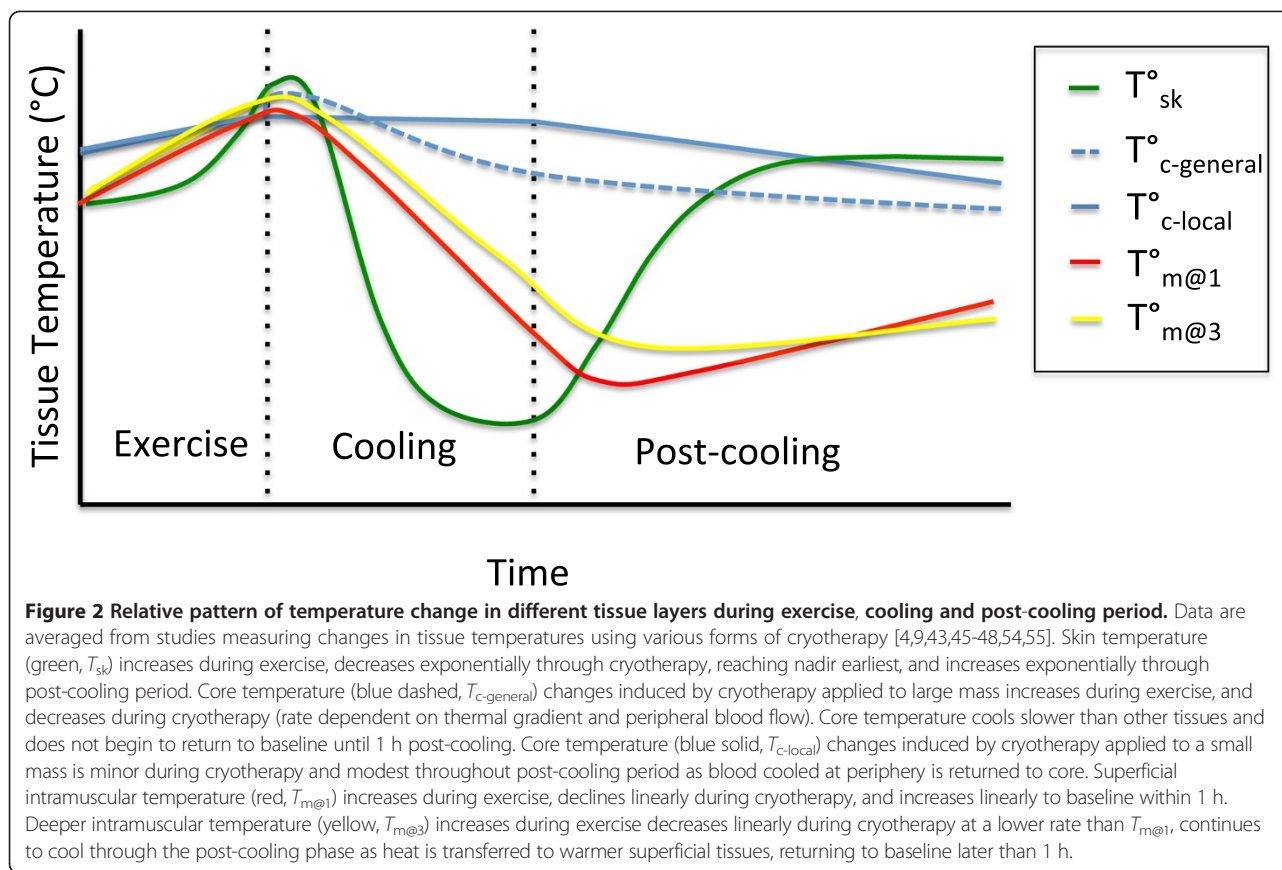 Tissue Temperature (°C)
Exercise
Cooling
Post-cooling
Time
T°sk
T°c-general
T°c-local
T°m@1
T°m@3
Figure 2 Relative pattern of temperature change in different tissue layers during exercise, cooling and post-cooling period. Data are
averaged from studies measuring changes in tissue temperatures using various forms of cryotherapy [4,9,43,45-48,54,55]. Skin temperature
(green, Tsk) increases during exercise, decreases exponentially through cryotherapy, reaching nadir earliest, and increases exponentially through
post-cooling period. Core temperature (blue dashed, Tc-general) changes induced by cryotherapy applied to large mass increases during exercise, and
decreases during cryotherapy (rate dependent on thermal gradient and peripheral blood flow). Core temperature cools slower than other tissues and
does not begin to return to baseline until 1 h post-cooling. Core temperature (blue solid, Tc-local) changes induced by cryotherapy applied to a small
mass is minor during cryotherapy and modest throughout post-cooling period as blood cooled at periphery is returned to core. Superficial
intramuscular temperature (red, Tm@1) increases during exercise, declines linearly during cryotherapy, and increases linearly to baseline within 1 h.
Deeper intramuscular temperature (yellow, Tm@3) increases during exercise decreases linearly during cryotherapy at a lower rate than Tm@1, continues
to cool through the post-cooling phase as heat is transferred to warmer superficial tissues, returning to baseline later than 1 h.